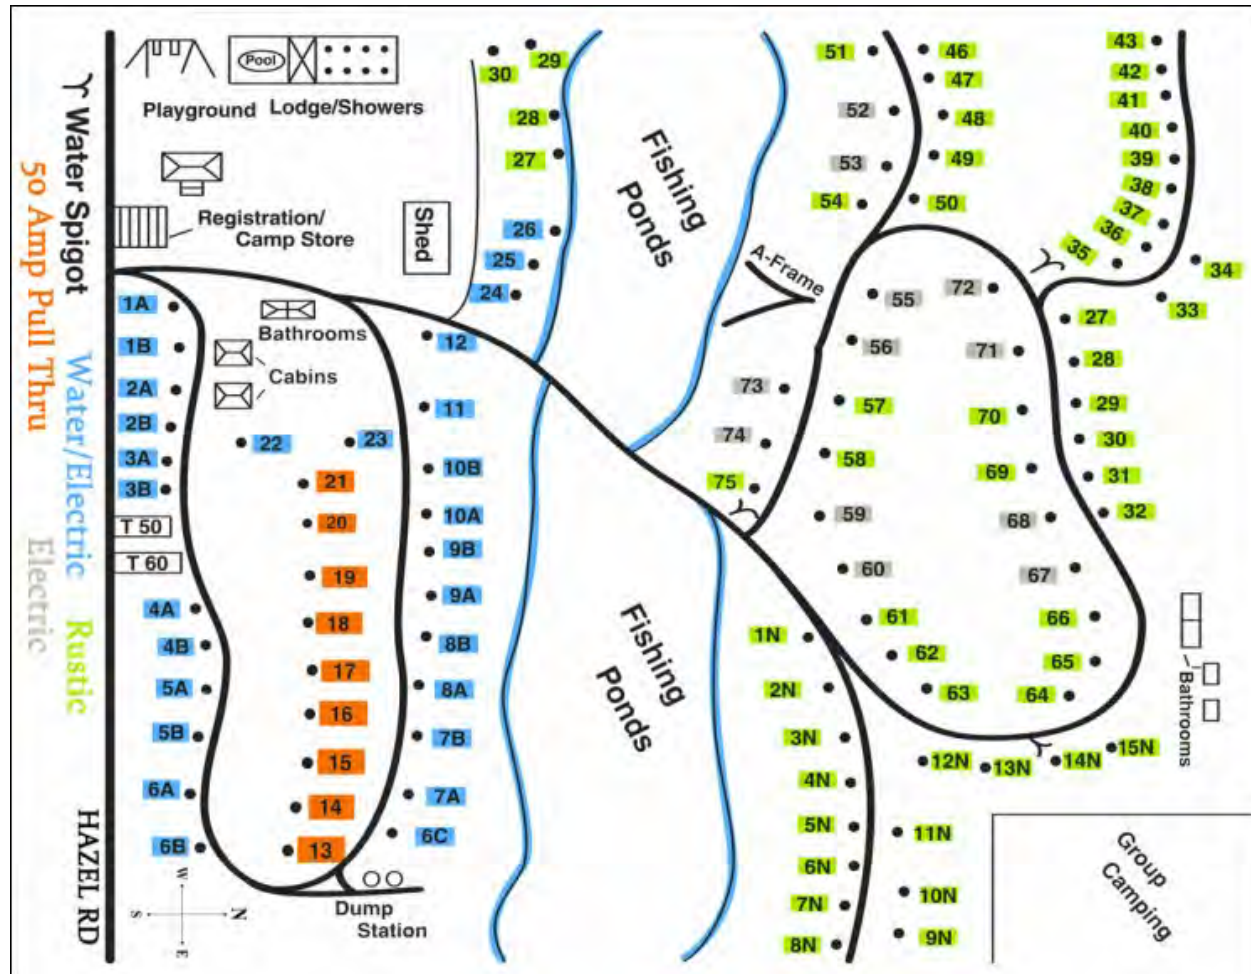 Water Spigot
50 Amp Pull Thru
Water/Electric
Electric
Rustic
HAZEL RD
Pool
Playground
Lodge/Showers
Registration/
Camp Store
Shed
Bathrooms
Cabins
1A
1B
2A
2B
3A
3B
T 50
T 60
4A
4B
5A
5B
6A
6B
W
S
N
E
22
23
21
20
19
18
17
16
15
14
13
Dump
Station
12
11
10B
10A
9B
9A
8B
8A
7B
7A
6C
30
29
28
27
26
25
24
Fishing
Ponds
Fishing
Ponds
A-Frame
51
52
53
54
46
47
48
49
50
43
42
41
40
39
38
37
36
35
34
33
55
56
57
58
59
60
61
62
63
64
65
66
67
68
69
70
71
72
73
74
75
27
28
29
30
31
32
1N
2N
3N
4N
5N
6N
7N
8N
9N
10N
11N
12N
13N
14N
15N
Bathrooms
Group
Camping